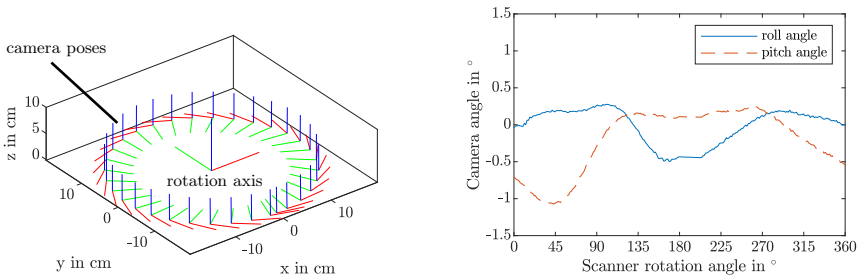 camera poses
z in cm
10
5
0
rotation axis
10
0
-10
y in cm
-10
0
10
x in cm
Camera angle in °
1.5
1
0.5
0
-0.5
-1
-1.5
roll angle
pitch angle
0 45 90 135 180 225 270 315 360
Scanner rotation angle in °